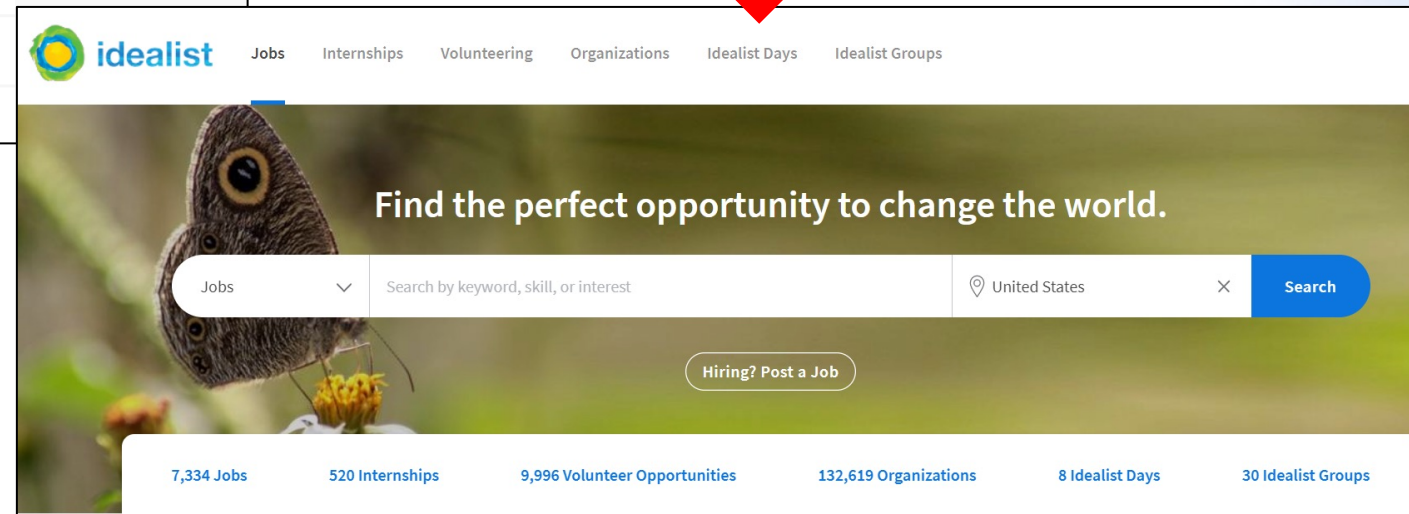 idealist Jobs Internships Volunteering Organizations Idealist Days Idealist Groups
Find the perfect opportunity to change the world.
Jobs Search by keyword, skill, or interest United States Search
Hiring? Post a Job
7,334 Jobs 520 Internships 9,996 Volunteer Opportunities 132,619 Organizations 8 Idealist Days 30 Idealist Groups